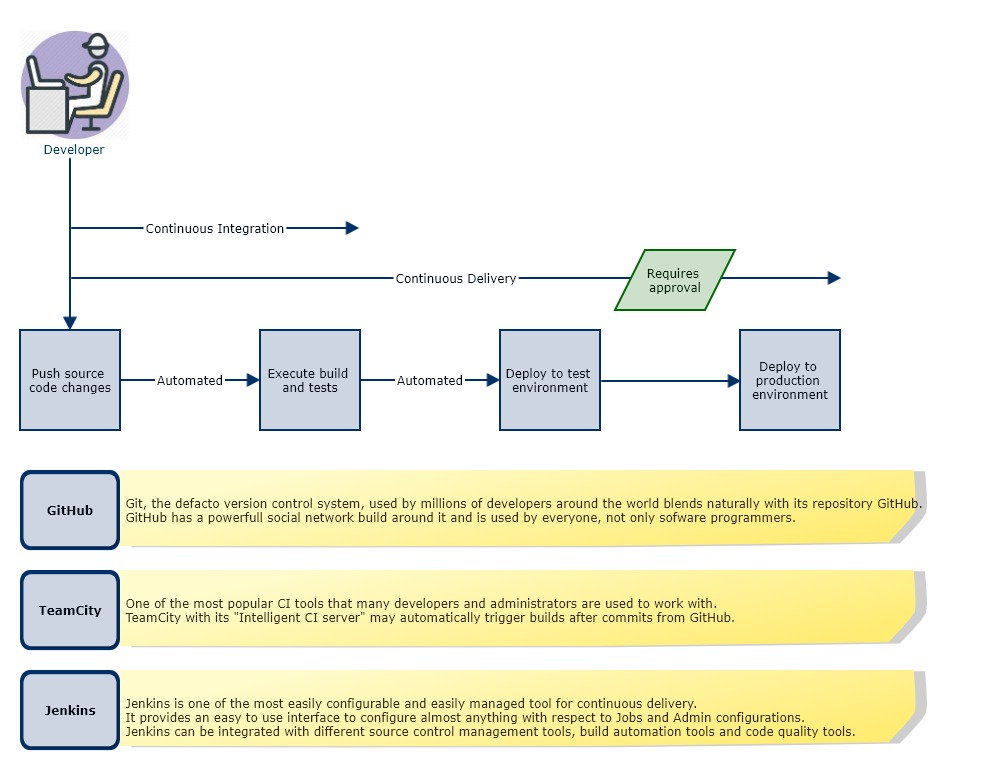 Developer
Continuous Integration
Continuous Delivery
Requires
approval
Push source
code changes
Automated
Execute build
and tests
Automated
Deploy to test
environment
Deploy to
production
environment
GitHub
Git, the defacto version control system, used by millions of developers around the world blends naturally with its repository GitHub.
GitHub has a powerfull social network build around it and is used by everyone, not only sofware programmers.
TeamCity
One of the most popular CI tools that many developers and administrators are used to work with.
TeamCity with its "Intelligent CI server" may automatically trigger builds after commits from GitHub.
Jenkins
Jenkins is one of the most easily configurable and easily managed tool for continuous delivery.
It provides an easy to use interface to configure almost anything with respect to Jobs and Admin configurations.
Jenkins can be integrated with different source control management tools, build automation tools and code quality tools.